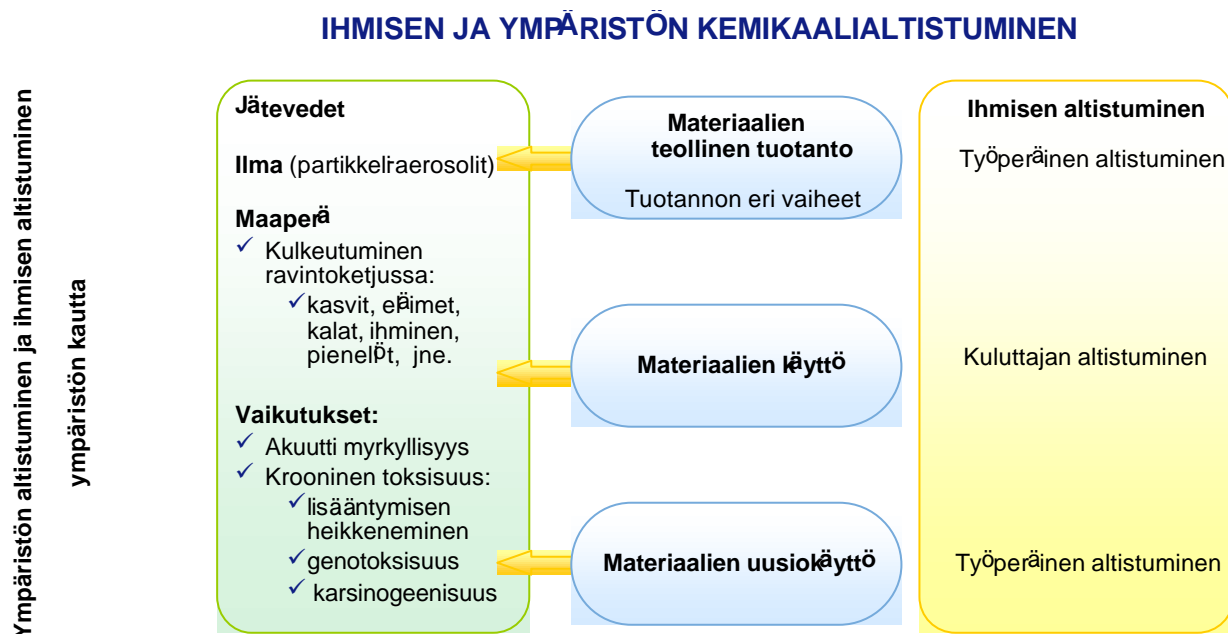 IHMISEN JA YMPÄRISTÖN KEMIKAALIALTISTUMINEN
Ympäristön altistuminen ja ihmisen altistuminen
ympäristön kautta
Jätevedet
Ilma (partikkeli-aerosolit)
Maaperä
✓ Kulkeutuminen
ravintoketjussa:
✓ kasvit, eläimet,
kalat, ihminen,
pieneliöt, jne.
Vaikutukset:
✓ Akuutti myrkyllisyys
✓ Krooninen toksisuus:
✓ lisääntymisen
heikkeneminen
✓ genotoksisuus
✓ karsinogeenisuus
Materiaalien
teollinen tuotanto
Tuotannon eri vaiheet
Materiaalien käyttö
Materiaalien uusiokäyttö
Ihmisen altistuminen
Työperäinen altistuminen
Kuluttajan altistuminen
Työperäinen altistuminen